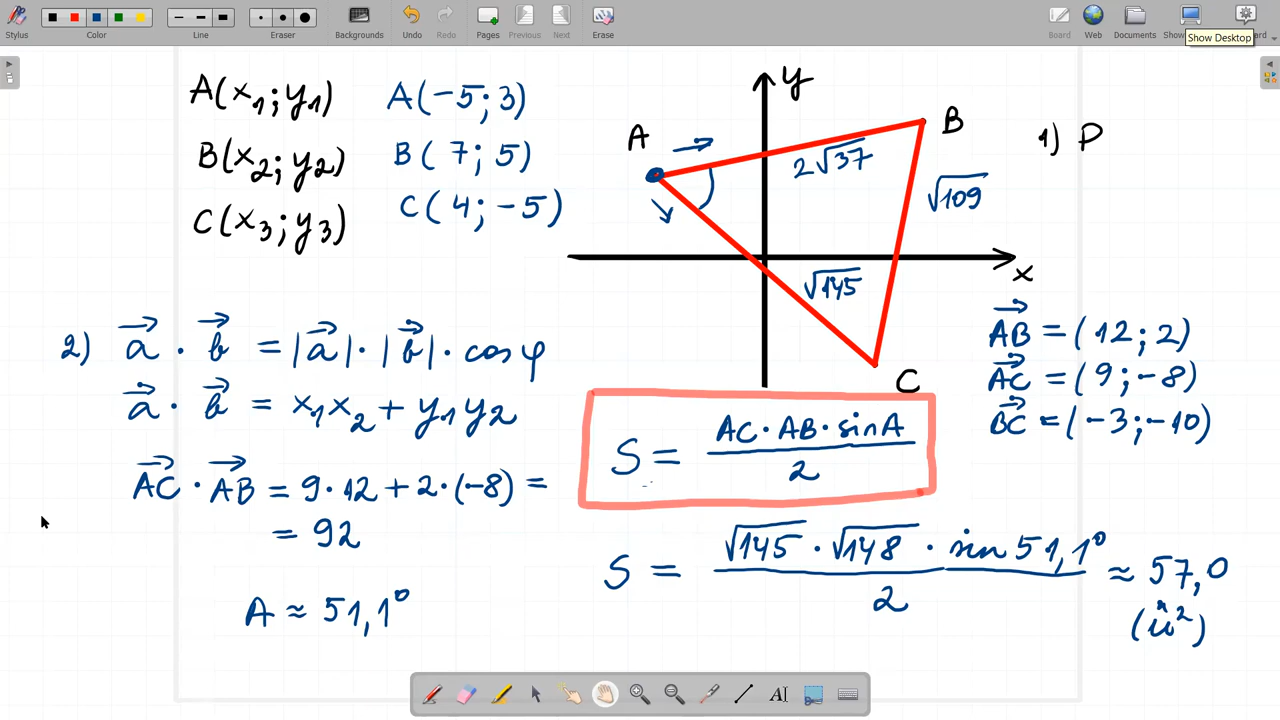 Stylus Color Line Eraser Backgrounds Undo Redo Pages Previous Next Erase Board Web Documents
Show Desktop
A(x₁;y₁) A(-5;3)
B(x₂;y₂) B(7;5)
C(x₃;y₃) C(4;-5)
y
A
B
1) P
2√37
√109
x
√145
C
AB→ = (12;2)
AC→ = (9;-8)
BC→ = (-3;-10)
2) a→ · b→ = |a→|·|b→|·cosφ
a→ · b→ = x₁x₂ + y₁y₂
AC→ · AB→ = 9·12 + 2·(-8) =
= 92
A ≈ 51,1°
S = AC·AB·sinA / 2
S = √145 · √148 · sin 51,1° / 2 ≈ 57,0